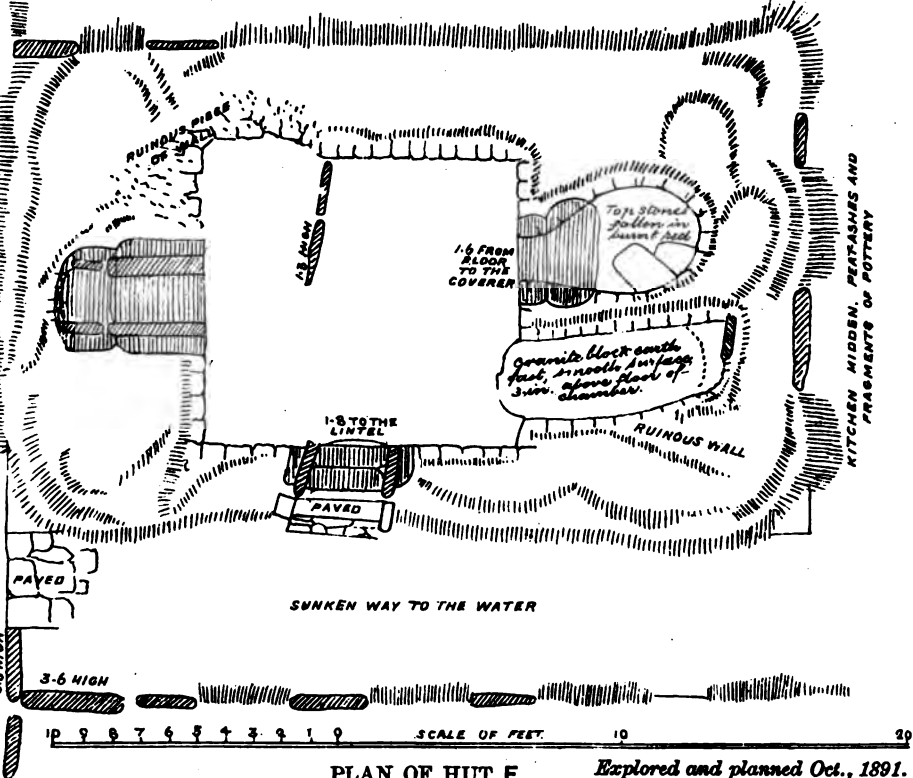 RUINOUS PIECE
OF WALL
1·8 HIGH
1·6 FROM
FLOOR
TO THE
COVERER
Top stones
fallen in
burnt red
Granite block earth
fast, smooth surface
3 in. above floor of
chamber.
RUINOUS WALL
KITCHEN MIDDEN, PEAT-ASHES AND
FRAGMENTS OF POTTERY
1·8 TO THE
LINTEL
PAVED
PAVED
SUNKEN WAY TO THE WATER
3·6 HIGH
10 9 8 7 6 5 4 3 2 1 0 SCALE OF FEET. 10 20
PLAN OF HUT F
Explored and planned Oct., 1891.